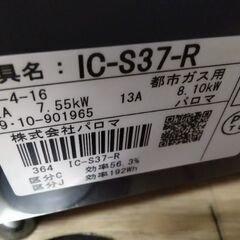 具名： IC-S37-R
-4-16
都市ガス用
A 7.55kW 13A 8.10kW
9.10-901965 パロマ
株式会社パロマ
364 IC-S37-R
区分C 効率56.3%
区分J 効率192Wh